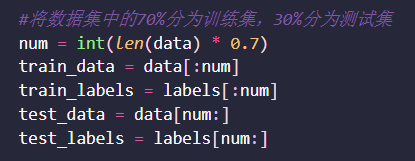 #将数据集中的70%分为训练集，30%分为测试集
num = int(len(data) * 0.7)
train_data = data[:num]
train_labels = labels[:num]
test_data = data[num:]
test_labels = labels[num:]